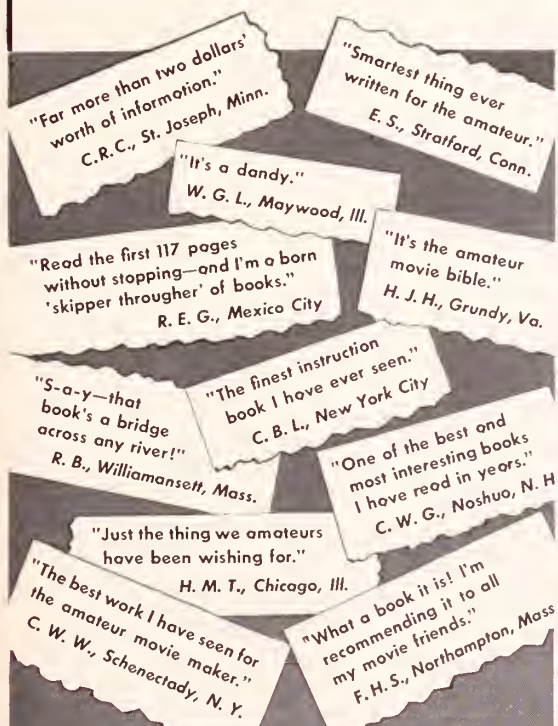 "Far more than two dollars'
worth of information."
C.R.C., St. Joseph, Minn.
"Smartest thing ever
written for the amateur."
E. S., Stratford, Conn.
"It's a dandy."
W. G. L., Maywood, Ill.
"Read the first 117 pages
without stopping—and I'm a born
'skipper througher' of books."
R. E. G., Mexico City
"It's the amateur
movie bible."
H. J. H., Grundy, Va.
"S-a-y—that
book's a bridge
across any river!"
R. B., Williamansett, Mass.
"The finest instruction
book I have ever seen."
C. B. L., New York City
"One of the best and
most interesting books
I have read in years."
C. W. G., Nashua, N. H
"Just the thing we amateurs
have been wishing for."
H. M. T., Chicago, Ill.
"The best work I have seen for
the amateur movie maker."
C. W. W., Schenectady, N. Y.
"What a book it is! I'm
recommending it to all
my movie friends."
F. H. S., Northampton, Mass